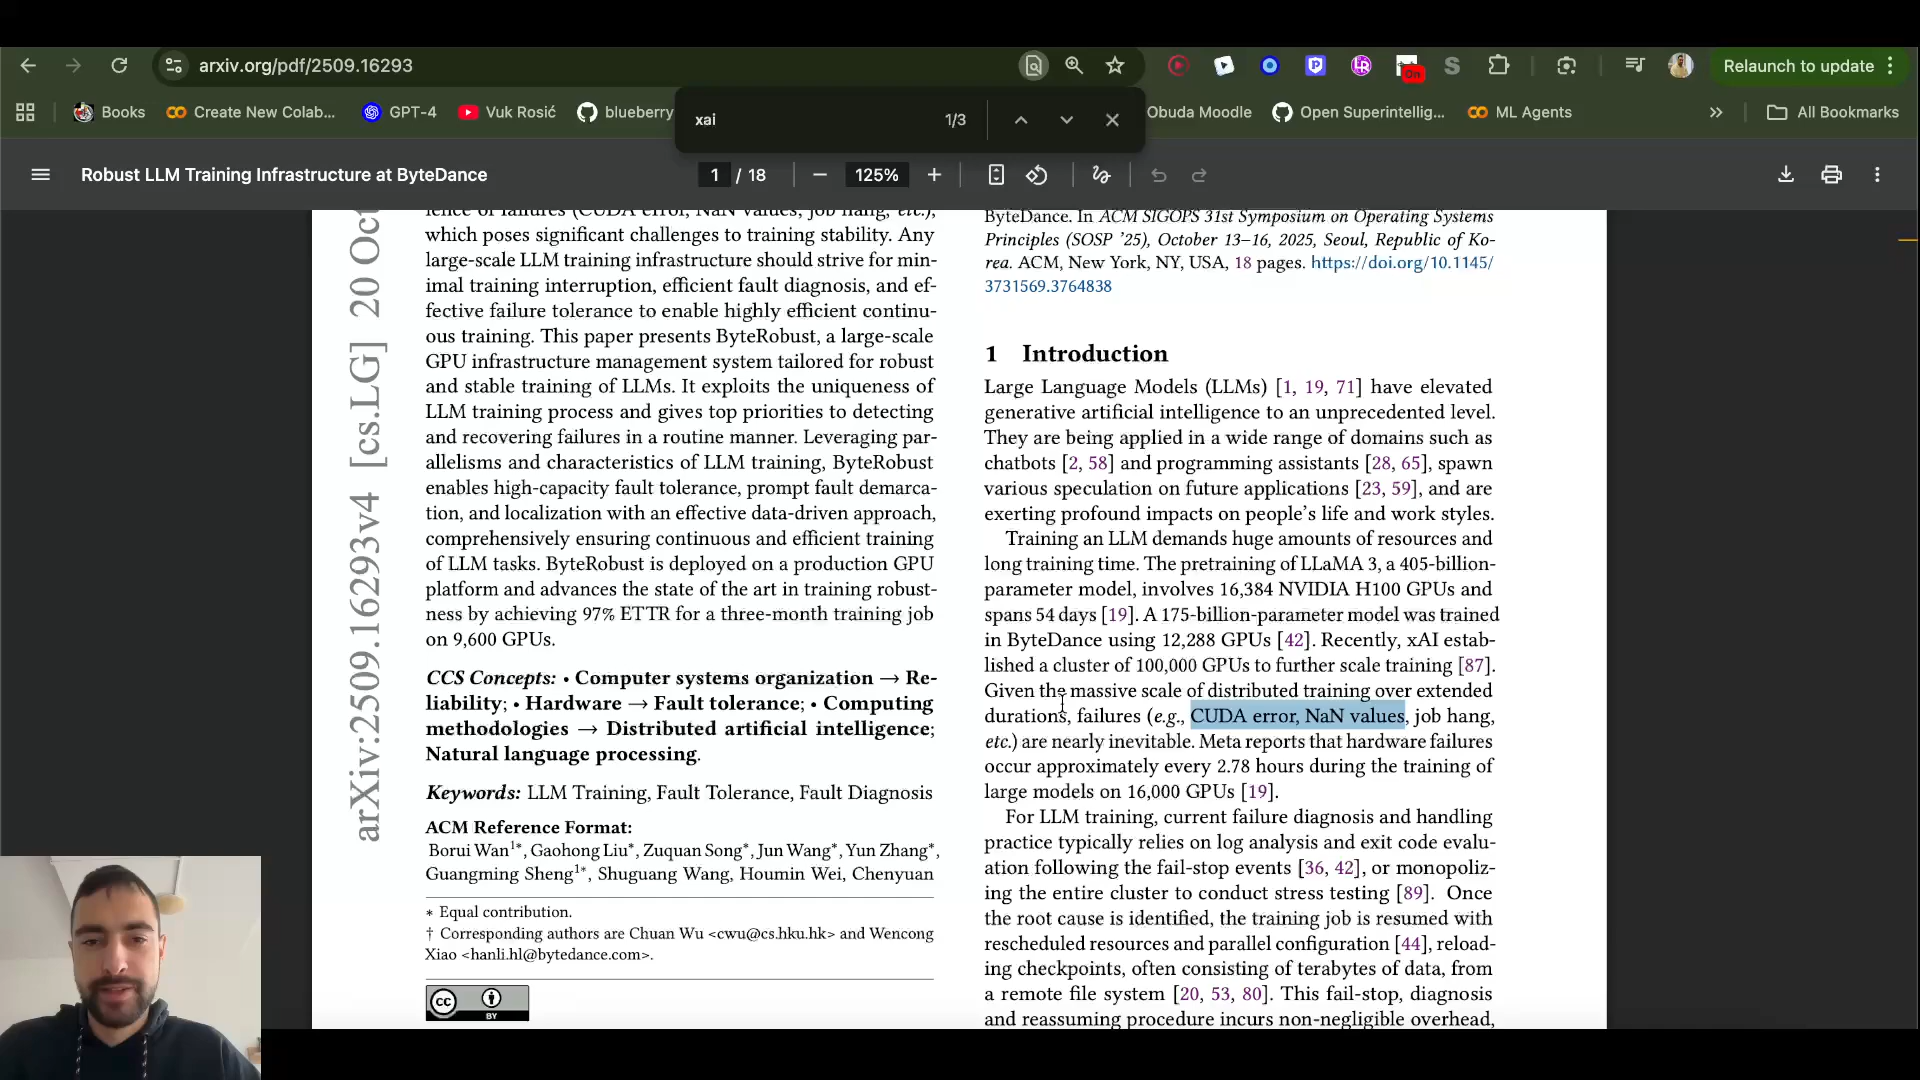 arxiv.org/pdf/2509.16293
On
Relaunch to update
Books
Create New Colab...
GPT-4
Vuk Rosić
blueberry
Obuda Moodle
Open Superintellig...
ML Agents
All Bookmarks
xai
1/3
Robust LLM Training Infrastructure at ByteDance
1 / 18
125%
arXiv:2509.16293v4 [cs.LG] 20 Oct
lence of failures (CUDA error, NaN values, job hang, etc.),
which poses significant challenges to training stability. Any
large-scale LLM training infrastructure should strive for min-
imal training interruption, efficient fault diagnosis, and ef-
fective failure tolerance to enable highly efficient continu-
ous training. This paper presents ByteRobust, a large-scale
GPU infrastructure management system tailored for robust
and stable training of LLMs. It exploits the uniqueness of
LLM training process and gives top priorities to detecting
and recovering failures in a routine manner. Leveraging par-
allelisms and characteristics of LLM training, ByteRobust
enables high-capacity fault tolerance, prompt fault demarca-
tion, and localization with an effective data-driven approach,
comprehensively ensuring continuous and efficient training
of LLM tasks. ByteRobust is deployed on a production GPU
platform and advances the state of the art in training robust-
ness by achieving 97% ETTR for a three-month training job
on 9,600 GPUs.
CCS Concepts: • Computer systems organization → Re-
liability; • Hardware → Fault tolerance; • Computing
methodologies → Distributed artificial intelligence;
Natural language processing.
Keywords: LLM Training, Fault Tolerance, Fault Diagnosis
ACM Reference Format:
Borui Wan¹*, Gaohong Liu*, Zuquan Song*, Jun Wang*, Yun Zhang*,
Guangming Sheng¹*, Shuguang Wang, Houmin Wei, Chenyuan
* Equal contribution.
† Corresponding authors are Chuan Wu <cwu@cs.hku.hk> and Wencong
Xiao <hanli.hl@bytedance.com>.
cc BY
ByteDance. In ACM SIGOPS 31st Symposium on Operating Systems
Principles (SOSP '25), October 13–16, 2025, Seoul, Republic of Ko-
rea. ACM, New York, NY, USA, 18 pages. https://doi.org/10.1145/
3731569.3764838
1 Introduction
Large Language Models (LLMs) [1, 19, 71] have elevated
generative artificial intelligence to an unprecedented level.
They are being applied in a wide range of domains such as
chatbots [2, 58] and programming assistants [28, 65], spawn
various speculation on future applications [23, 59], and are
exerting profound impacts on people's life and work styles.
Training an LLM demands huge amounts of resources and
long training time. The pretraining of LLaMA 3, a 405-billion-
parameter model, involves 16,384 NVIDIA H100 GPUs and
spans 54 days [19]. A 175-billion-parameter model was trained
in ByteDance using 12,288 GPUs [42]. Recently, xAI estab-
lished a cluster of 100,000 GPUs to further scale training [87].
Given the massive scale of distributed training over extended
durations, failures (e.g., CUDA error, NaN values, job hang,
etc.) are nearly inevitable. Meta reports that hardware failures
occur approximately every 2.78 hours during the training of
large models on 16,000 GPUs [19].
For LLM training, current failure diagnosis and handling
practice typically relies on log analysis and exit code evalu-
ation following the fail-stop events [36, 42], or monopoliz-
ing the entire cluster to conduct stress testing [89]. Once
the root cause is identified, the training job is resumed with
rescheduled resources and parallel configuration [44], reload-
ing checkpoints, often consisting of terabytes of data, from
a remote file system [20, 53, 80]. This fail-stop, diagnosis
and reassuming procedure incurs non-negligible overhead,